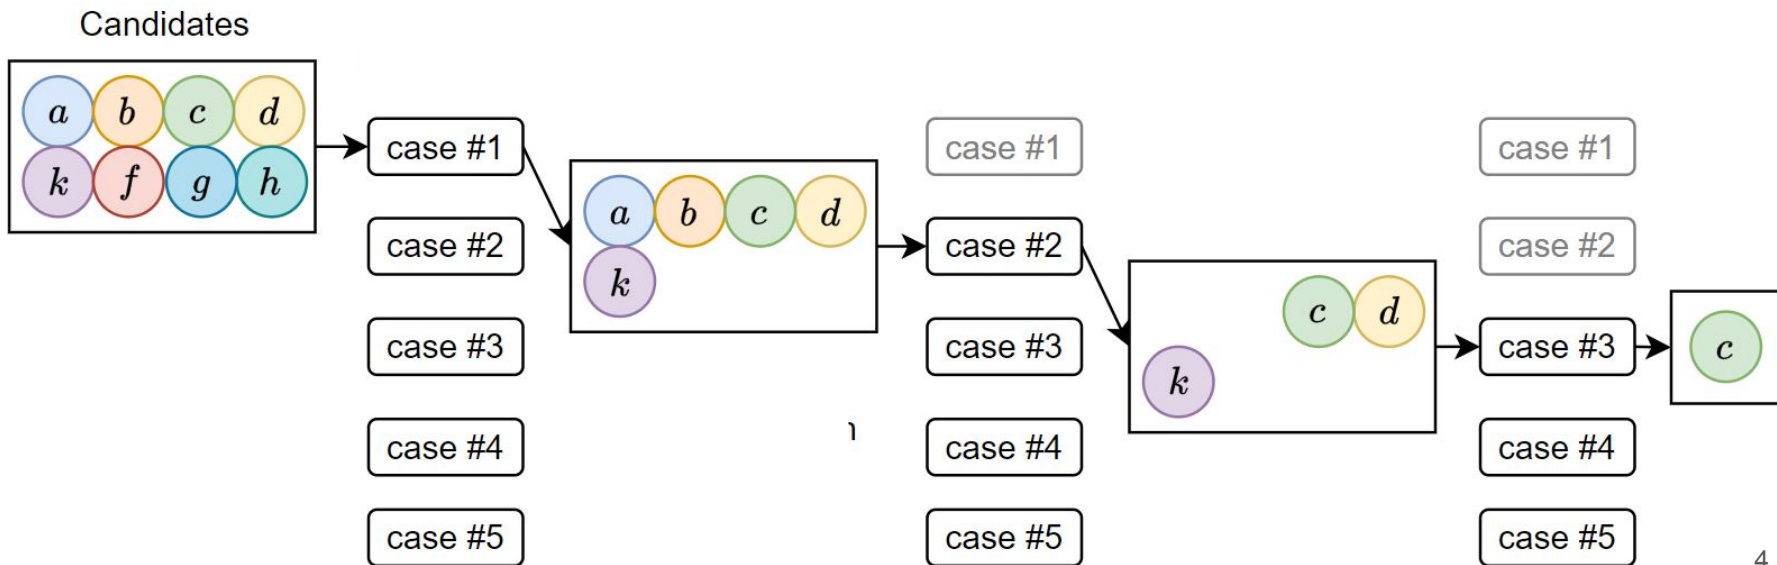 Candidates
a b c d
k f g h
case #1
case #2
case #3
case #4
case #5
a b c d
k
case #1
case #2
case #3
case #4
case #5
c d
k
case #1
case #2
case #3
case #4
case #5
c
4